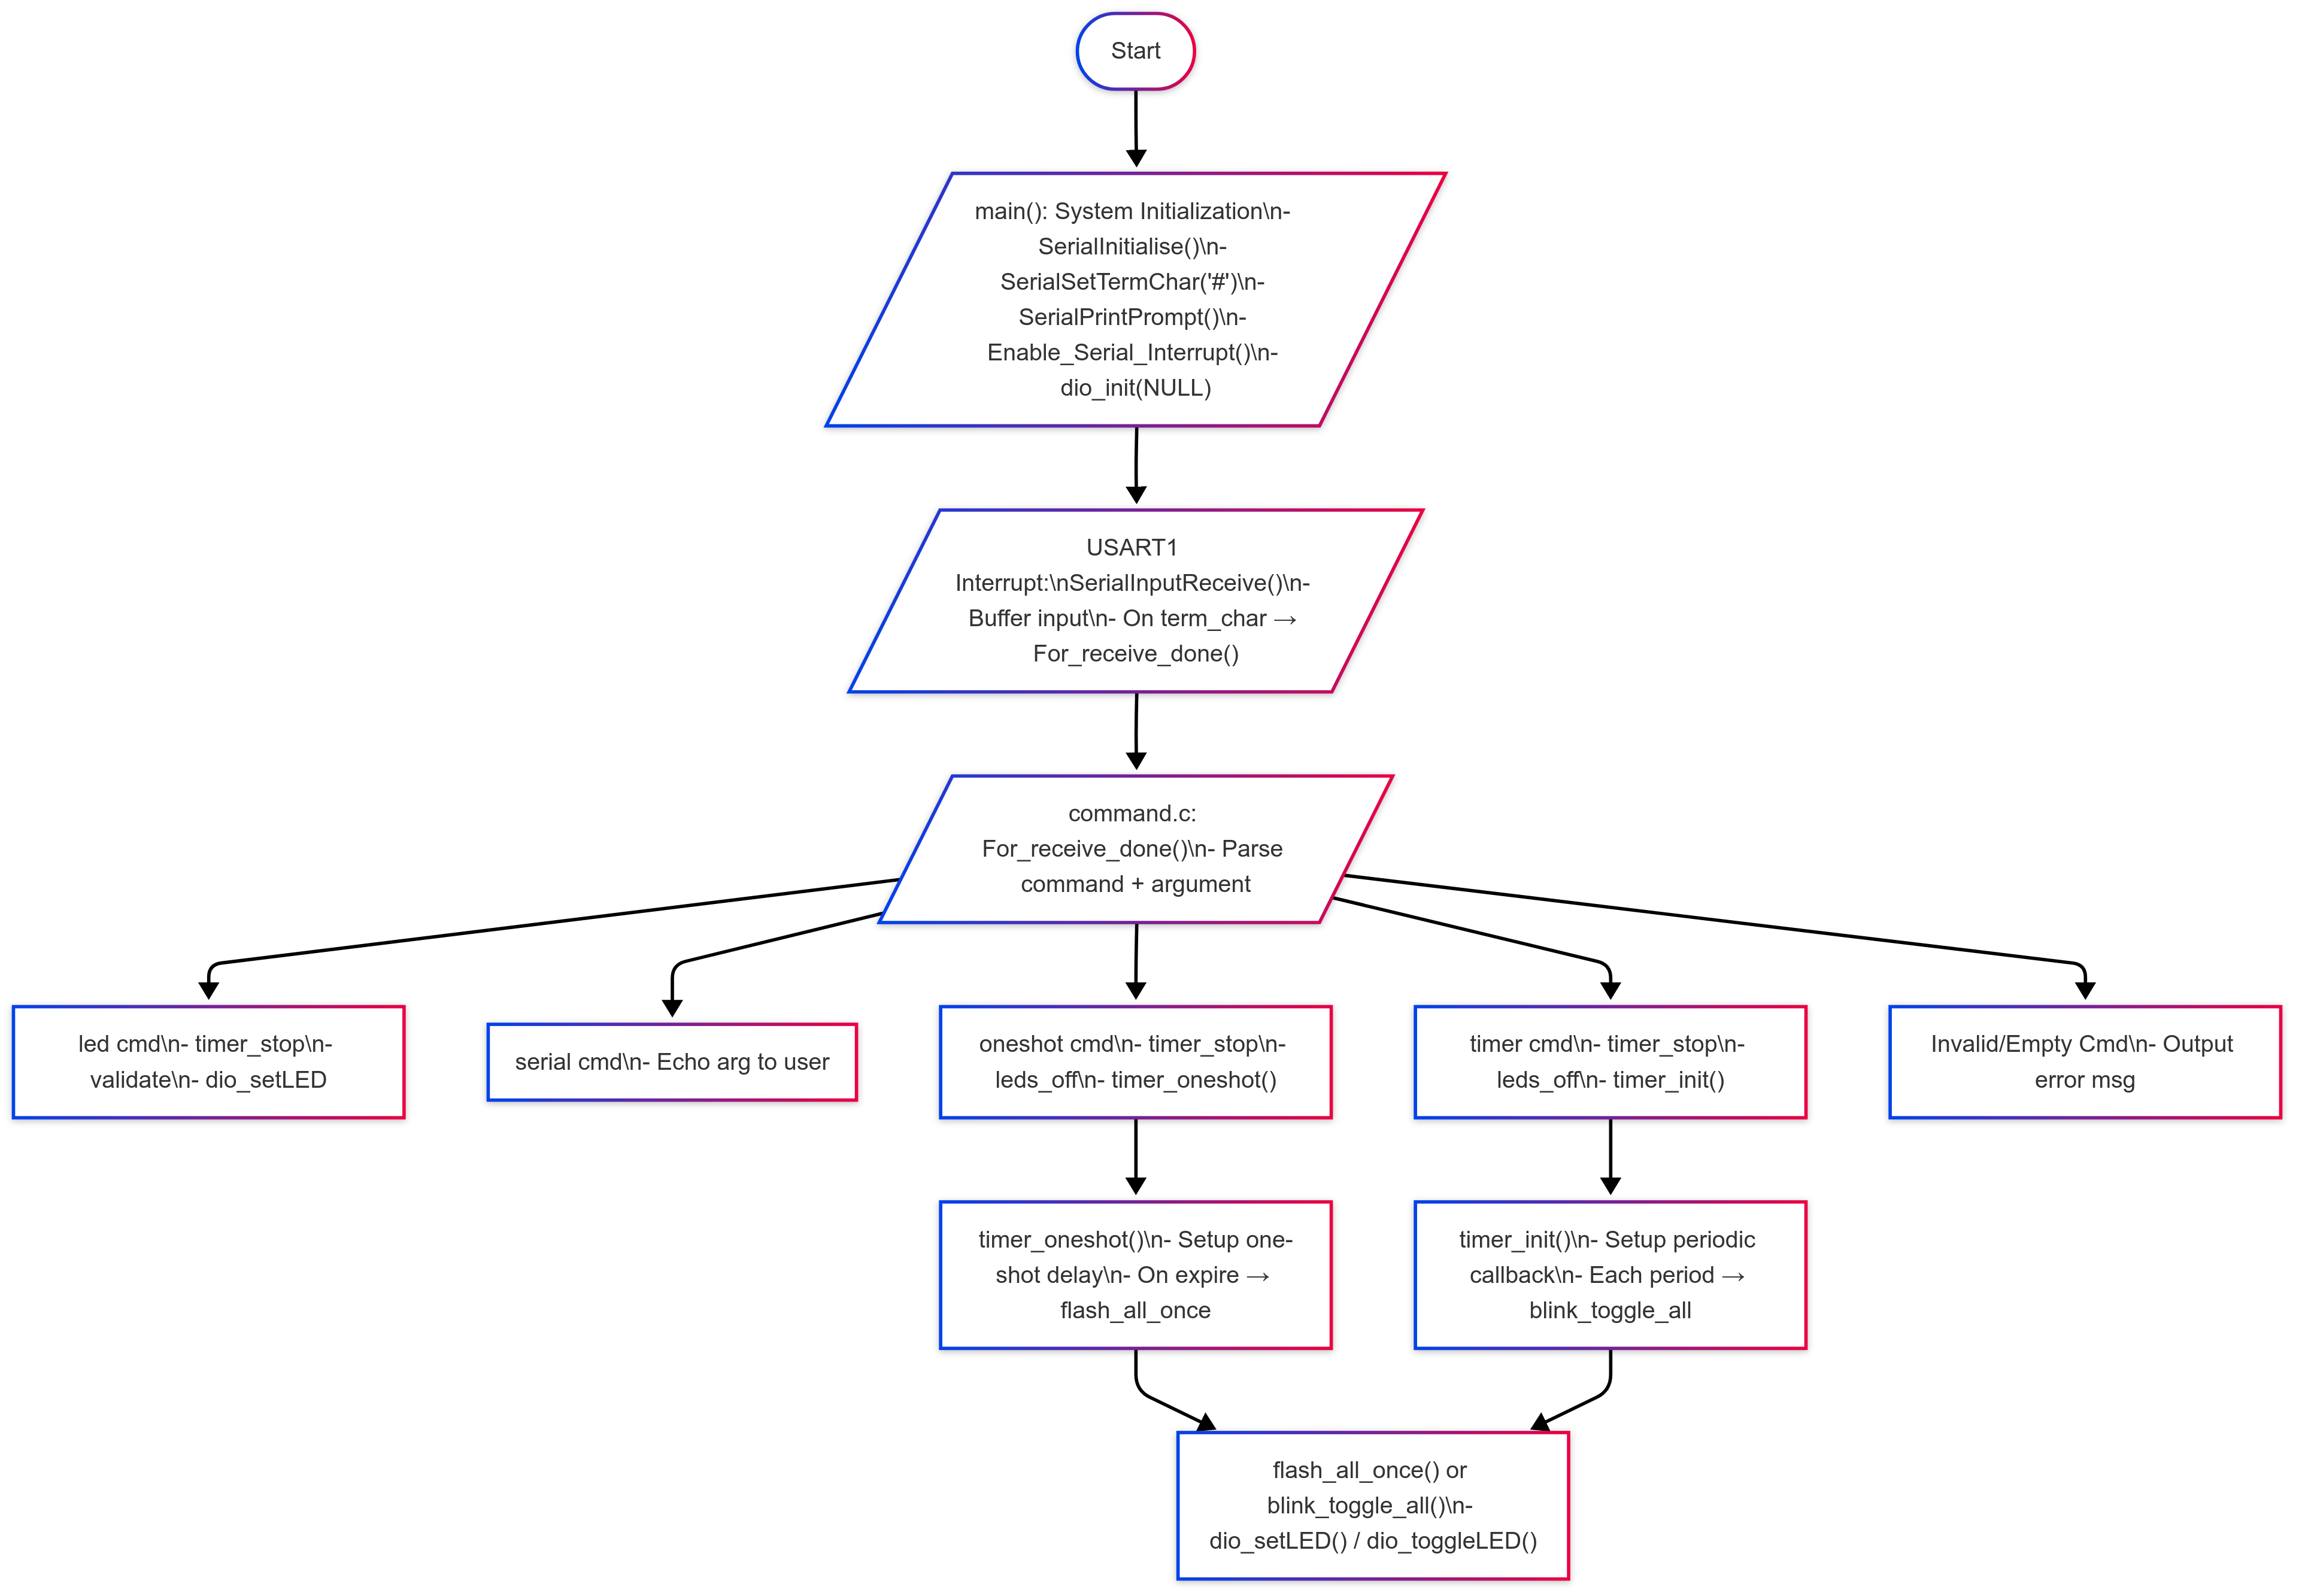 Start
main(): System Initialization\n-
SerialInitialise()\n-
SerialSetTermChar('#')\n-
SerialPrintPrompt()\n-
Enable_Serial_Interrupt()\n-
dio_init(NULL)
USART1
Interrupt:\nSerialInputReceive()\n-
Buffer input\n- On term_char →
For_receive_done()
command.c:
For_receive_done()\n- Parse
command + argument
led cmd\n- timer_stop\n-
validate\n- dio_setLED
serial cmd\n- Echo arg to user
oneshot cmd\n- timer_stop\n-
leds_off\n- timer_oneshot()
timer cmd\n- timer_stop\n-
leds_off\n- timer_init()
Invalid/Empty Cmd\n- Output
error msg
timer_oneshot()\n- Setup one-
shot delay\n- On expire →
flash_all_once
timer_init()\n- Setup periodic
callback\n- Each period →
blink_toggle_all
flash_all_once() or
blink_toggle_all()\n-
dio_setLED() / dio_toggleLED()